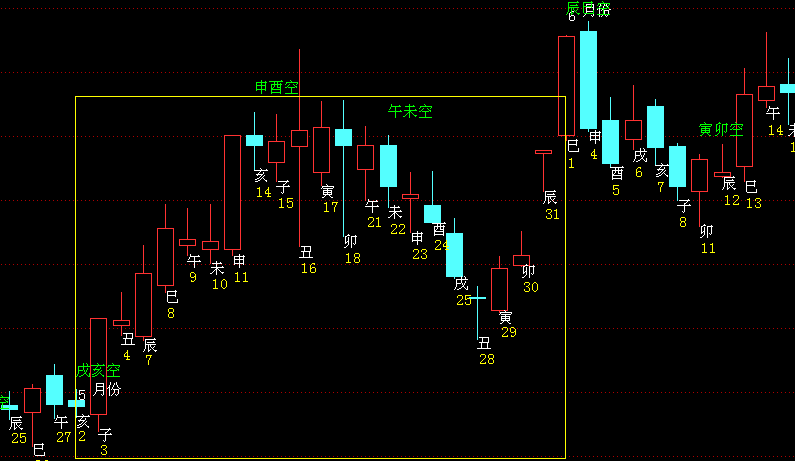 6月份
申酉空
午未空
寅卯空
戌亥空
5月份
空
辰
25
巳
午
27
亥
2
子
3
丑
4
辰
7
巳
8
午
9
未
10
申
11
亥
14
子
15
丑
16
寅
17
卯
18
午
21
未
22
申
23
酉
24
戌
25
丑
28
寅
29
卯
30
辰
31
巳
1
申
4
酉
5
戌
6
亥
7
子
8
卯
11
辰
12
巳
13
午
14
未